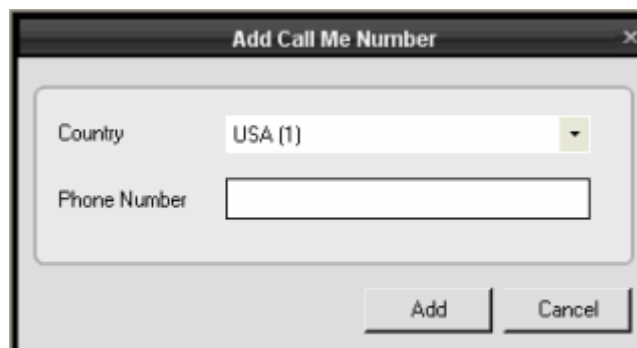 Add Call Me Number
Country
USA (1)
Phone Number
Add
Cancel